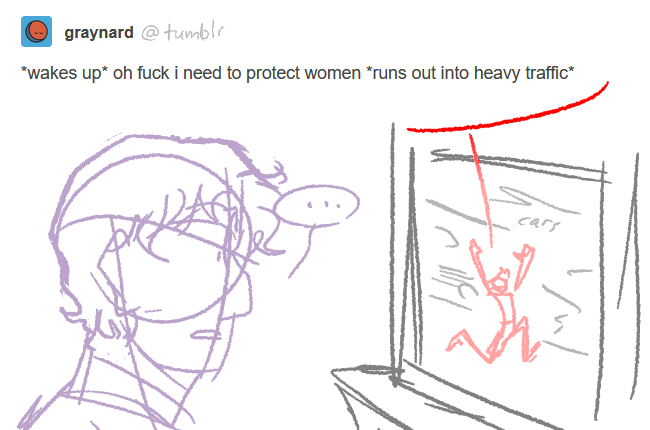 graynard @tumblr
*wakes up* oh fuck i need to protect women *runs out into heavy traffic*
...
cars